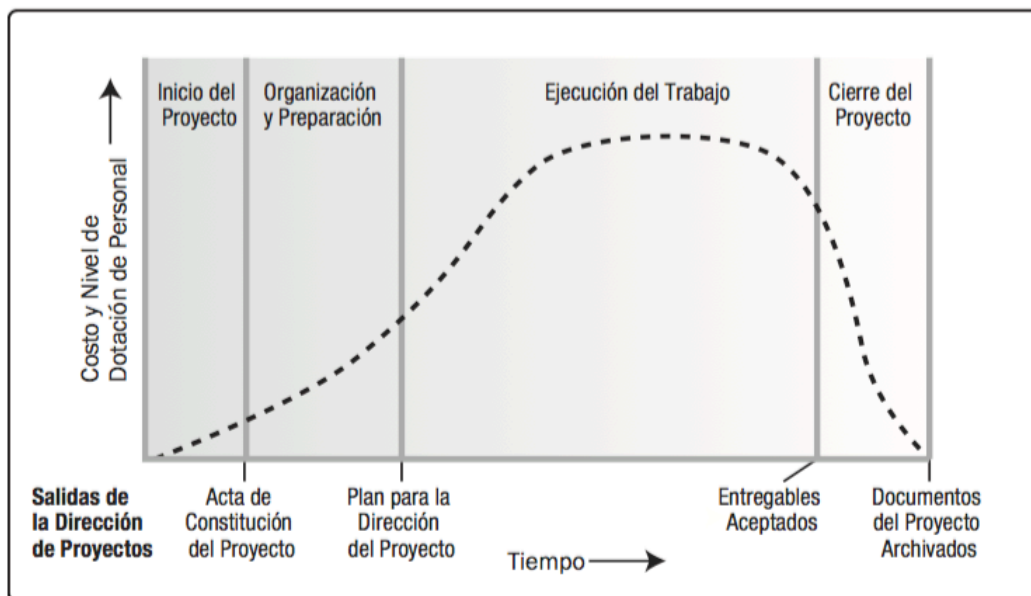 Inicio del
Proyecto
Organización
y Preparación
Ejecución del Trabajo
Cierre del
Proyecto
Costo y Nivel de
Dotación de Personal
Salidas de
la Dirección
de Proyectos
Acta de
Constitución
del Proyecto
Plan para la
Dirección
del Proyecto
Entregables
Aceptados
Documentos
del Proyecto
Archivados
Tiempo